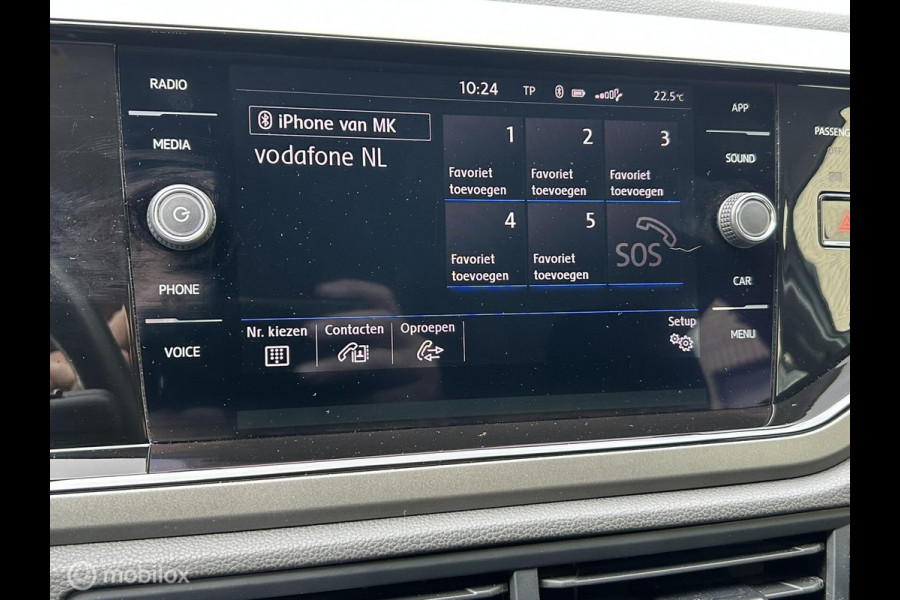 RADIO
MEDIA
PHONE
VOICE
10:24 TP 22.5°C
iPhone van MK
vodafone NL
1
Favoriet
toevoegen
2
Favoriet
toevoegen
3
Favoriet
toevoegen
4
Favoriet
toevoegen
5
Favoriet
toevoegen
SOS
Nr. kiezen
Contacten
Oproepen
Setup
APP
SOUND
CAR
MENU
PASSENG
mobilox